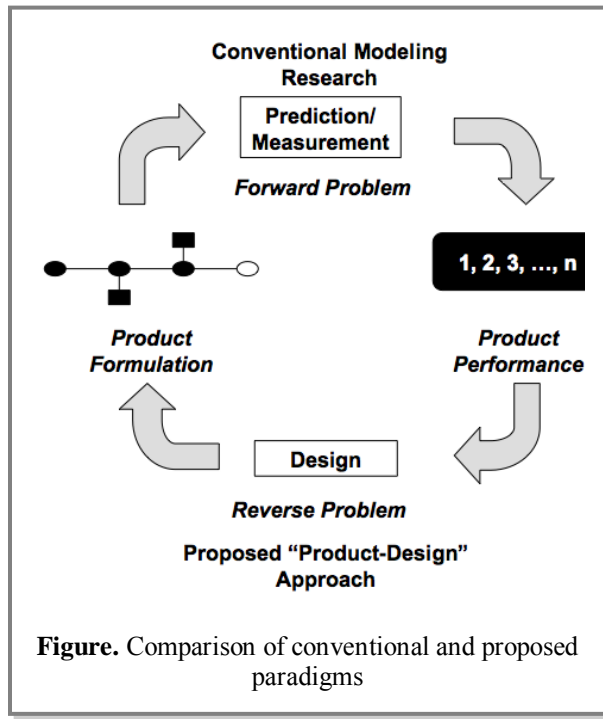 Conventional Modeling
Research
Prediction/
Measurement
Forward Problem
1, 2, 3, ..., n
Product
Formulation
Product
Performance
Design
Reverse Problem
Proposed “Product-Design”
Approach
Figure. Comparison of conventional and proposed
paradigms